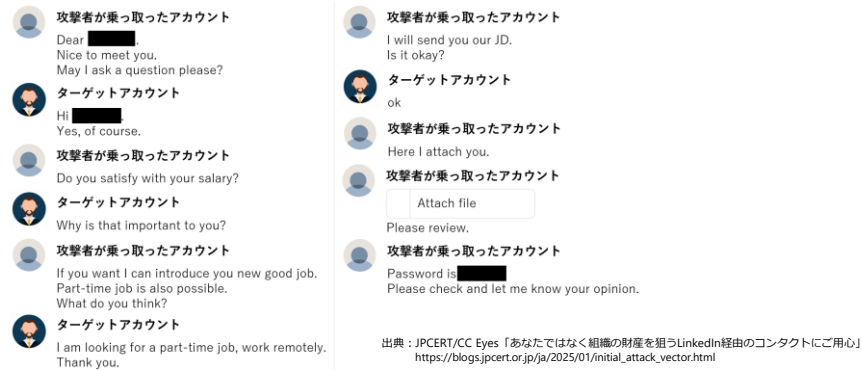 攻撃者が乗っ取ったアカウント
Dear
Nice to meet you.
May I ask a question please?
ターゲットアカウント
Hi .
Yes, of course.
攻撃者が乗っ取ったアカウント
Do you satisfy with your salary?
ターゲットアカウント
Why is that important to you?
攻撃者が乗っ取ったアカウント
If you want I can introduce you new good job.
Part-time job is also possible.
What do you think?
ターゲットアカウント
I am looking for a part-time job, work remotely.
Thank you.
攻撃者が乗っ取ったアカウント
I will send you our JD.
Is it okay?
ターゲットアカウント
ok
攻撃者が乗っ取ったアカウント
Here I attach you.
攻撃者が乗っ取ったアカウント
Attach file
Please review.
攻撃者が乗っ取ったアカウント
Password is
Please check and let me know your opinion.
出典：JPCERT/CC Eyes「あなたではなく組織の財産を狙うLinkedIn経由のコンタクトにご用心」
https://blogs.jpcert.or.jp/ja/2025/01/initial_attack_vector.html